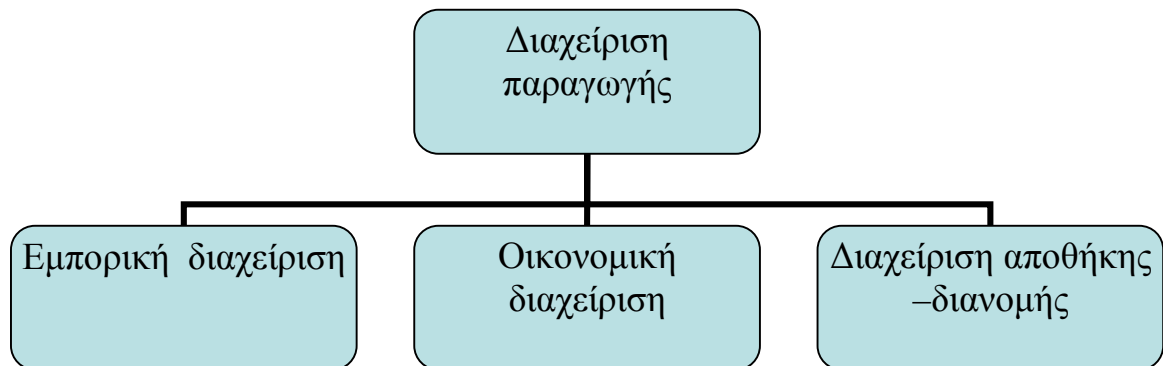 Διαχείριση
παραγωγής
Εμπορική διαχείριση
Οικονομική
διαχείριση
Διαχείριση αποθήκης
–διανομής